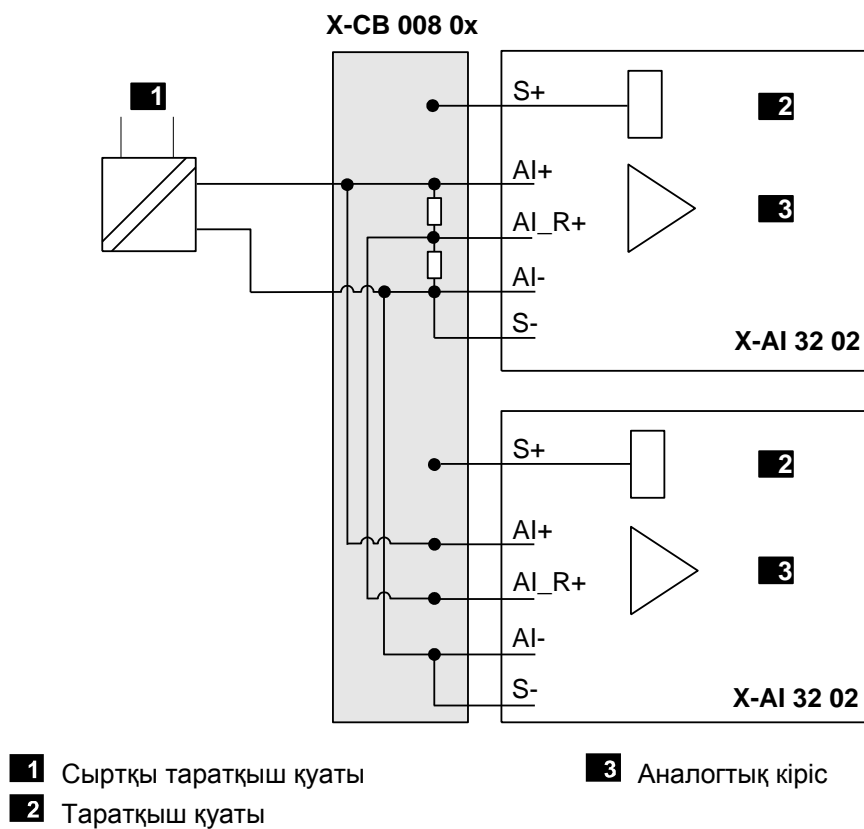 X-CB 008 0x
1
S+
2
AI+
AI_R+
3
AI-
S-
X-AI 32 02
S+
2
AI+
AI_R+
3
AI-
S-
X-AI 32 02
1 Сыртқы таратқыш қуаты
3 Аналогтық кіріс
2 Таратқыш қуаты